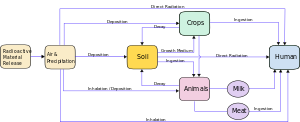 Direct Radiation
Deposition
Crops
Ingestion
Decay
Radioactive
Material
Release
Air &
Precipitation
Deposition
Soil
Growth Medium
Direct Radiation
Human
Ingestion
Decay
Animals
Inhalation / Deposition
Milk
Meat
Ingestion
Inhalation